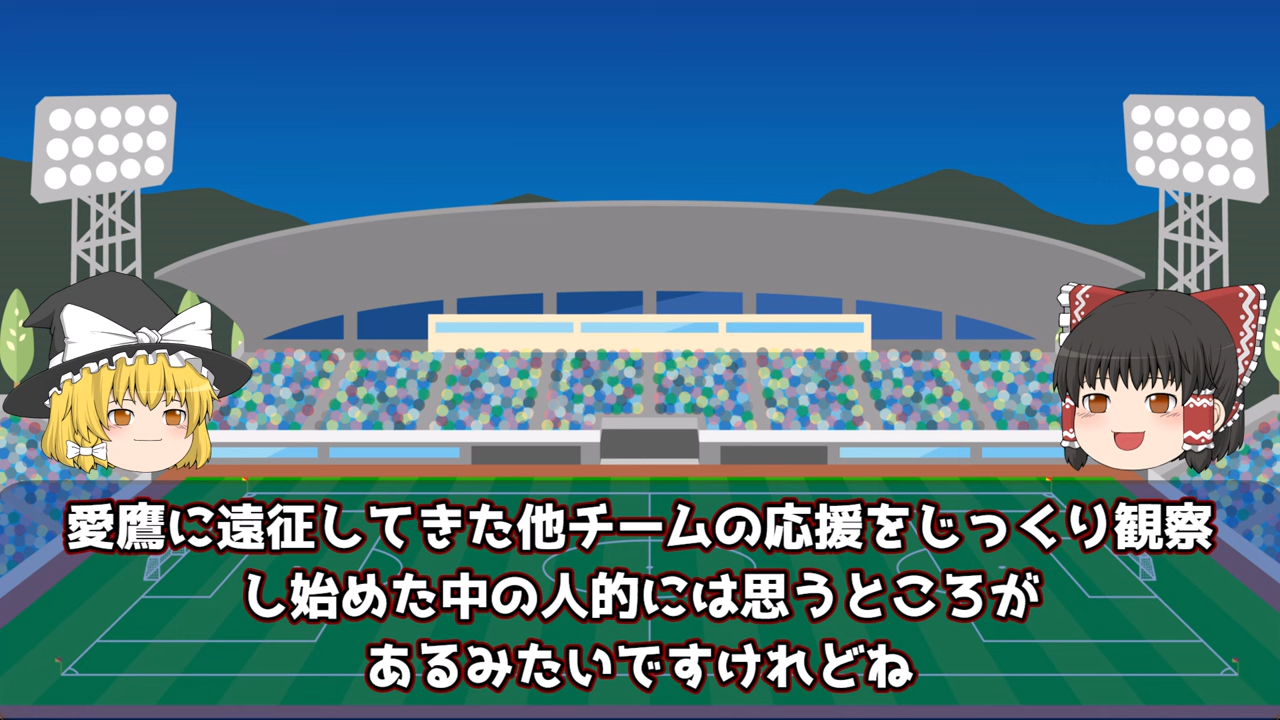 愛鷹に遠征してきた他チームの応援をじっくり観察
し始めた中の人的には思うところが
あるみたいですけれどね